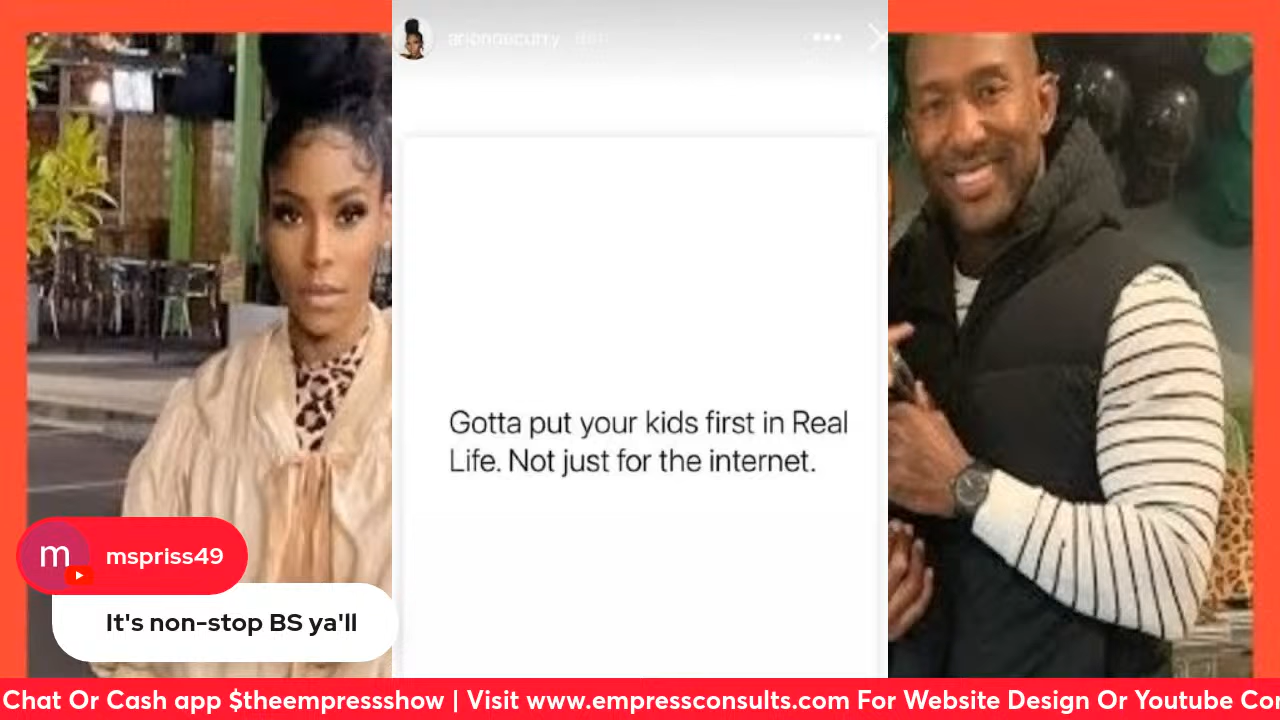 Gotta put your kids first in Real
Life. Not just for the internet.
m
mspriss49
It's non-stop BS ya'll
Chat Or Cash app $theempressshow | Visit www.empressconsults.com For Website Design Or Youtube Co